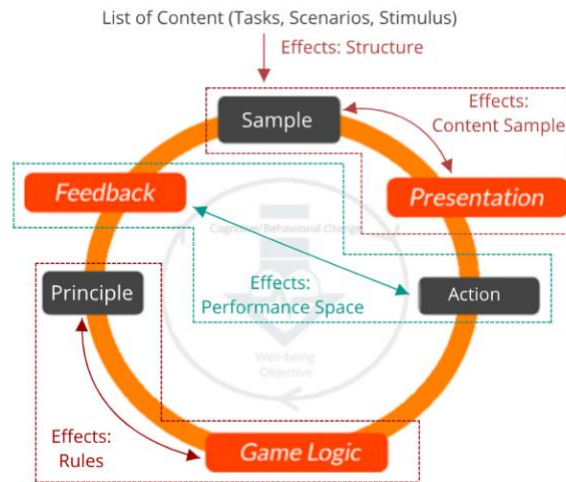 List of Content (Tasks, Scenarios, Stimulus)
Effects: Structure
Sample
Effects:
Content Sample
Feedback
Presentation
Cognitive/Behavioral Change
Effects:
Performance Space
Principle
Action
Well-being
Objective
Effects:
Rules
Game Logic